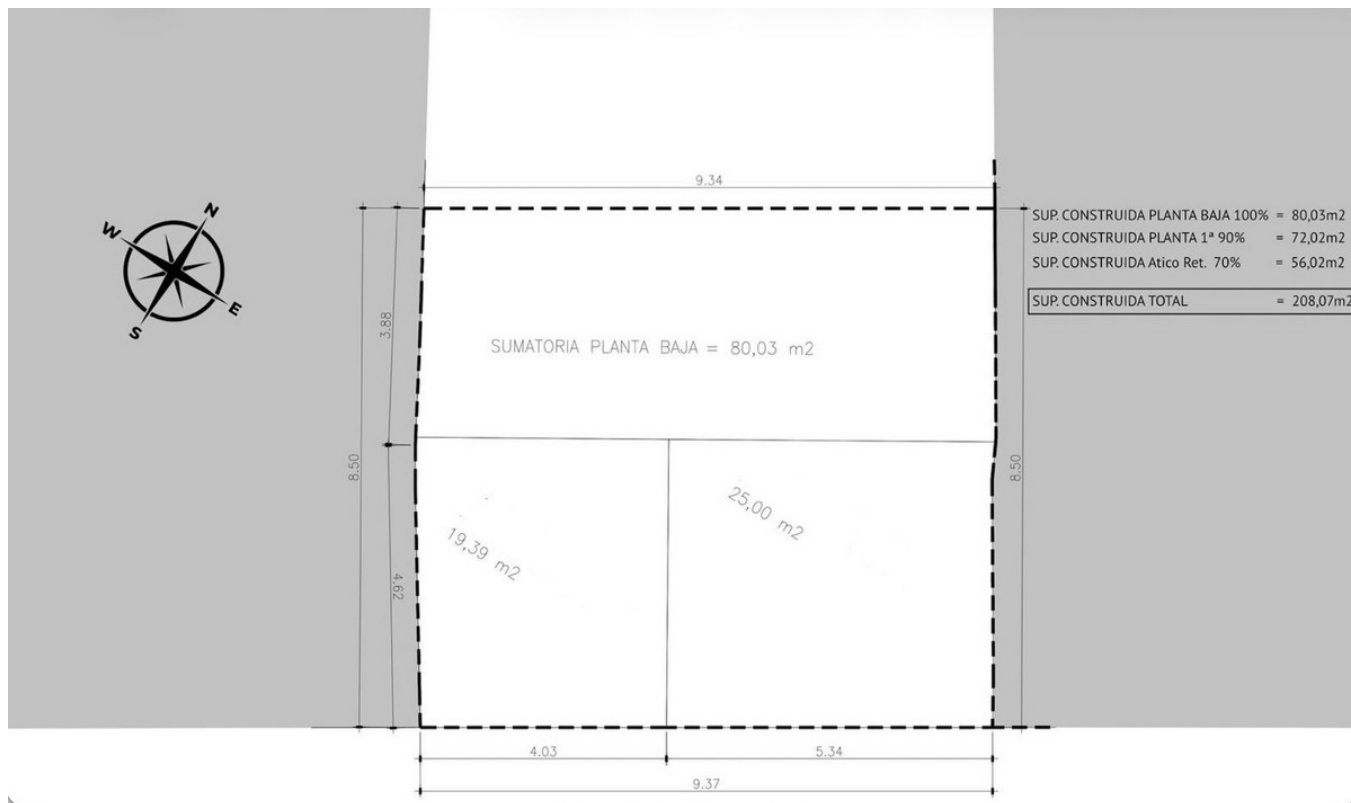 9.34
N
W
E
S
SUP. CONSTRUIDA PLANTA BAJA 100% = 80,03m2
SUP. CONSTRUIDA PLANTA 1ª 90% = 72,02m2
SUP. CONSTRUIDA Atico Ret. 70% = 56,02m2
SUP. CONSTRUIDA TOTAL = 208,07m2
3.88
SUMATORIA PLANTA BAJA = 80,03 m2
8.50
8.50
25,00 m2
19,39 m2
4.62
4.03
5.34
9.37